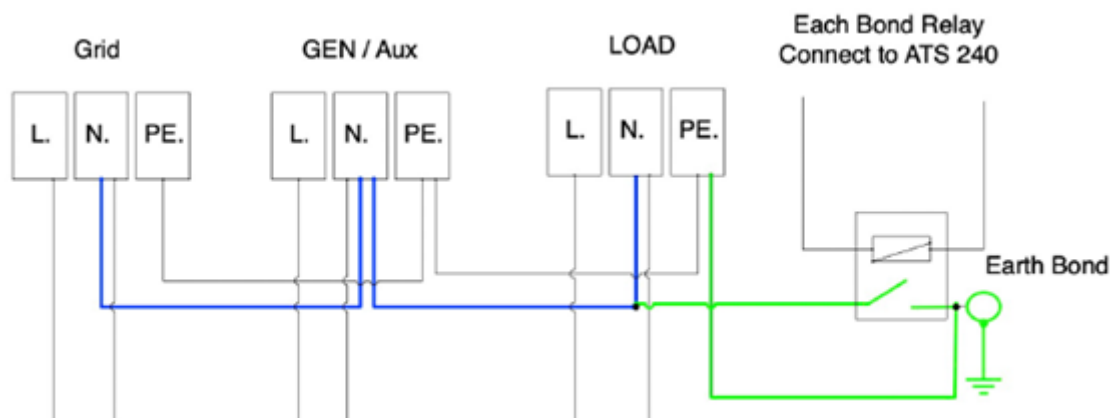 Each Bond Relay
Connect to ATS 240
Grid
GEN / Aux
LOAD
L. N. PE.
L. N. PE.
L. N. PE.
Earth Bond